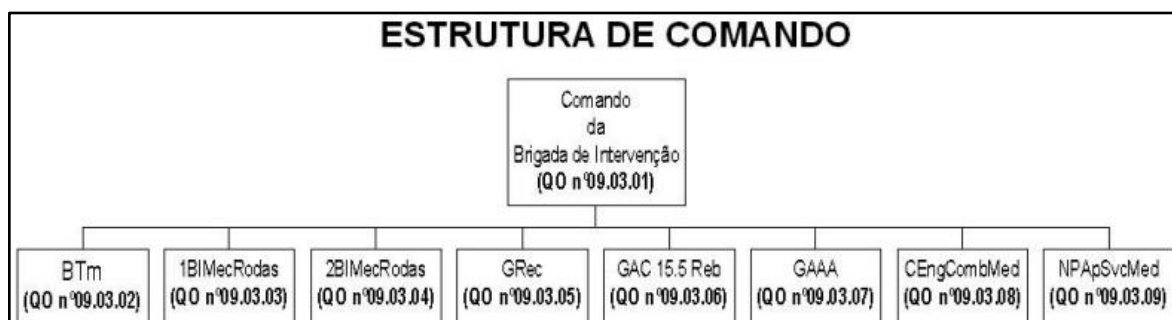 ESTRUTURA DE COMANDO
Comando
da
Brigada de Intervenção
(QO nº09.03.01)
BTm
(QO nº09.03.02)
1BIMecRodas
(QO nº09.03.03)
2BIMecRodas
(QO nº09.03.04)
GRec
(QO nº09.03.05)
GAC 15.5 Reb
(QO nº09.03.06)
GAAA
(QO nº09.03.07)
CEngCombMed
(QO nº09.03.08)
NPApSvcMed
(QO nº09.03.09)